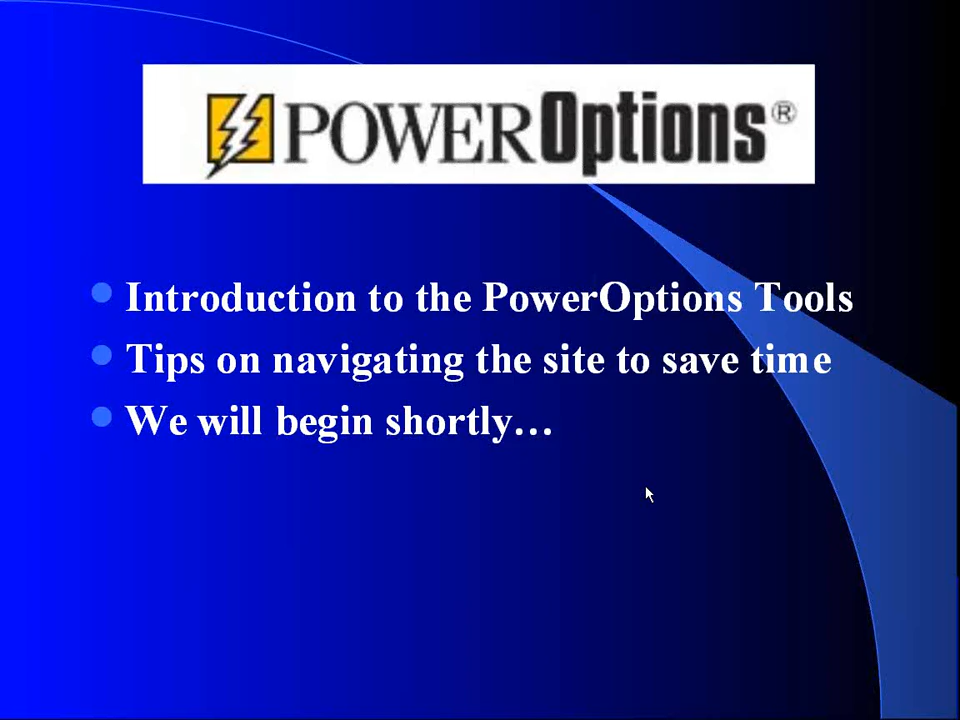 POWEROptions®
Introduction to the PowerOptions Tools
Tips on navigating the site to save time
We will begin shortly…